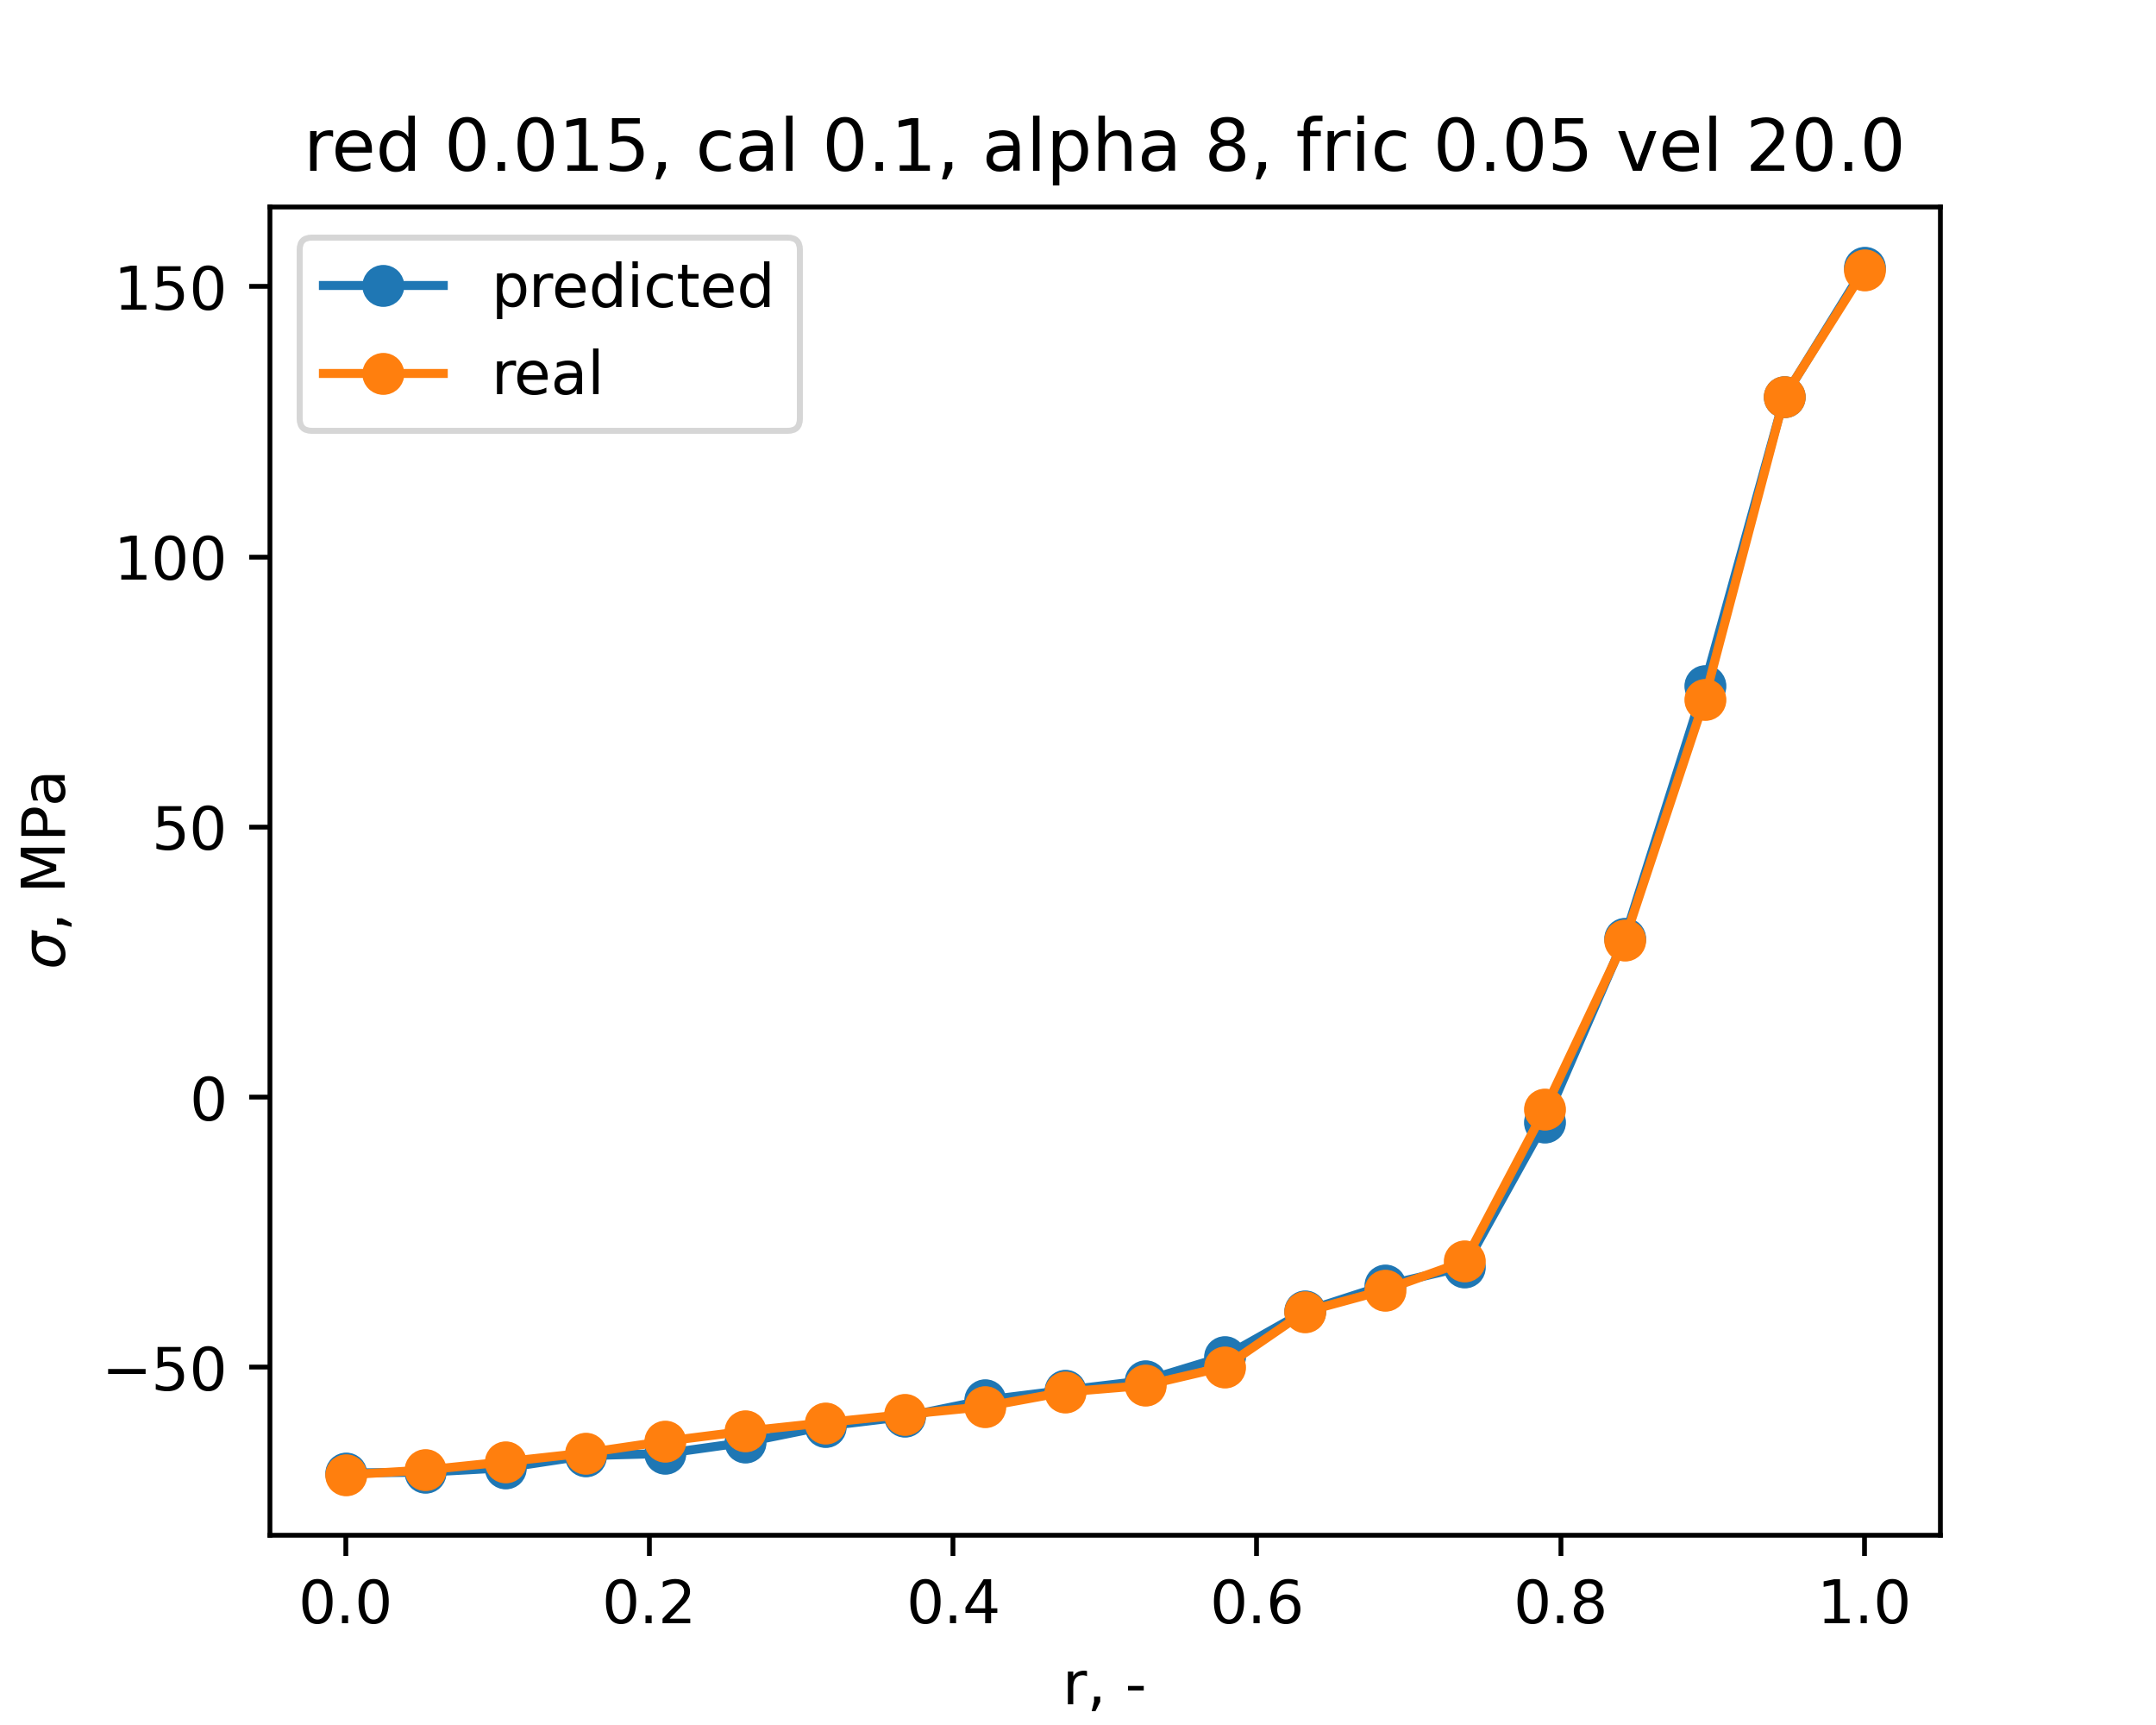 red 0.015, cal 0.1, alpha 8, fric 0.05 vel 20.0
predicted
real
150
100
50
0
−50
σ, MPa
0.0 0.2 0.4 0.6 0.8 1.0
r, -